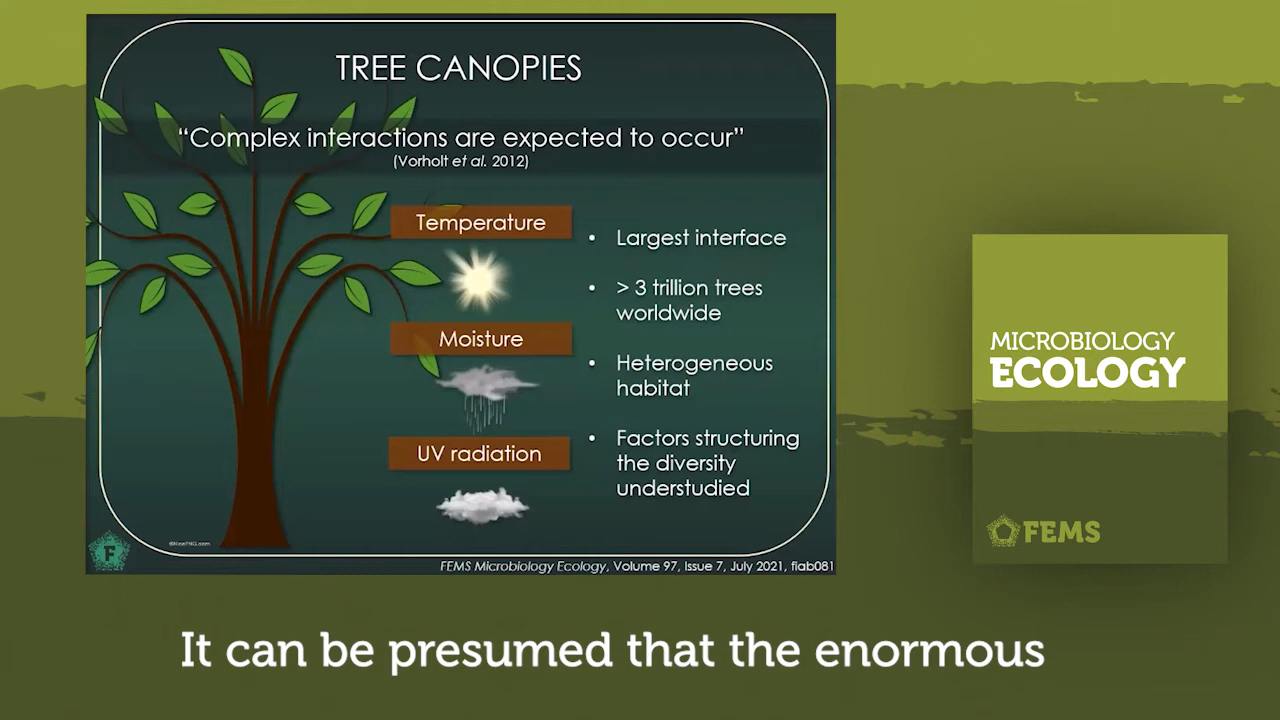 TREE CANOPIES
“Complex interactions are expected to occur”
(Vorholt et al. 2012)
Temperature
Moisture
UV radiation
• Largest interface
• > 3 trillion trees
worldwide
• Heterogeneous
habitat
• Factors structuring
the diversity
understudied
F
FEMS Microbiology Ecology, Volume 97, Issue 7, July 2021, fiab081
MICROBIOLOGY
ECOLOGY
FEMS
It can be presumed that the enormous